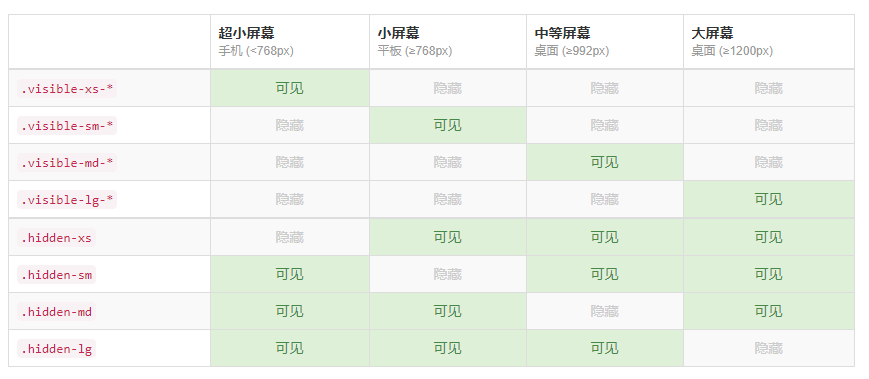 超小屏幕 小屏幕 中等屏幕 大屏幕
手机 (<768px) 平板 (≥768px) 桌面 (≥992px) 桌面 (≥1200px)
.visible-xs-* 可见 隐藏 隐藏 隐藏
.visible-sm-* 隐藏 可见 隐藏 隐藏
.visible-md-* 隐藏 隐藏 可见 隐藏
.visible-lg-* 隐藏 隐藏 隐藏 可见
.hidden-xs 隐藏 可见 可见 可见
.hidden-sm 可见 隐藏 可见 可见
.hidden-md 可见 可见 隐藏 可见
.hidden-lg 可见 可见 可见 隐藏